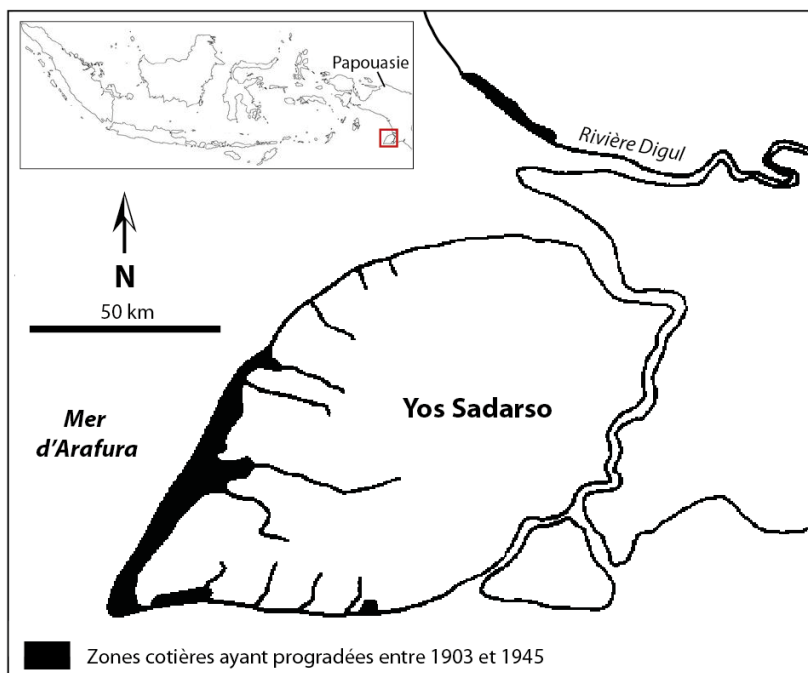 Papouasie
Rivière Digul
N
50 km
Mer
d'Arafura
Yos Sadarso
Zones cotières ayant progradées entre 1903 et 1945